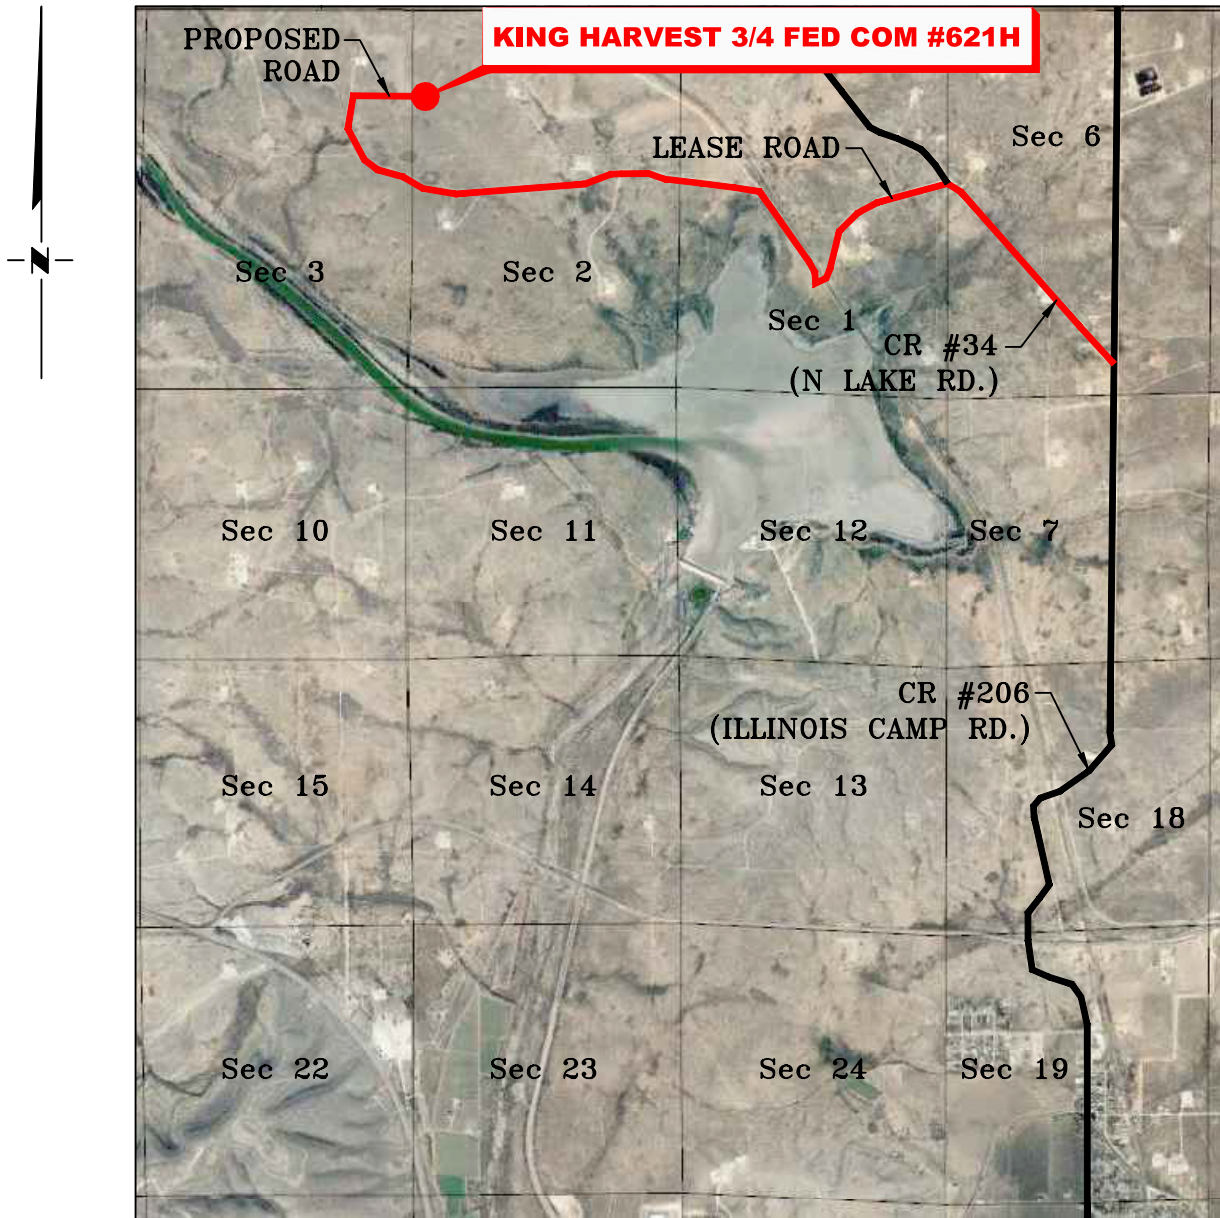 KING HARVEST 3/4 FED COM #621H
PROPOSED
ROAD
Sec 6
LEASE ROAD
N
Sec 3
Sec 2
Sec 1
CR #34
(N LAKE RD.)
Sec 10
Sec 11
Sec 12
Sec 7
CR #206
(ILLINOIS CAMP RD.)
Sec 15
Sec 14
Sec 13
Sec 18
Sec 22
Sec 23
Sec 24
Sec 19